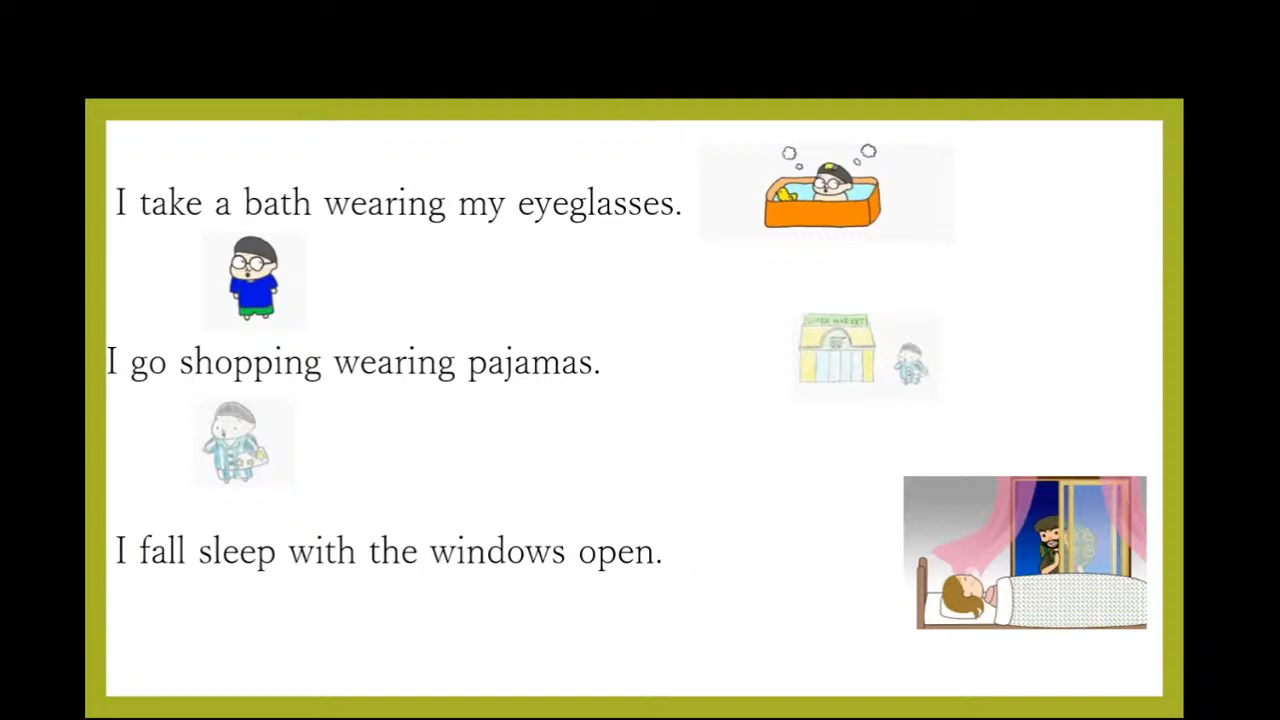 I take a bath wearing my eyeglasses.
I go shopping wearing pajamas.
I fall sleep with the windows open.